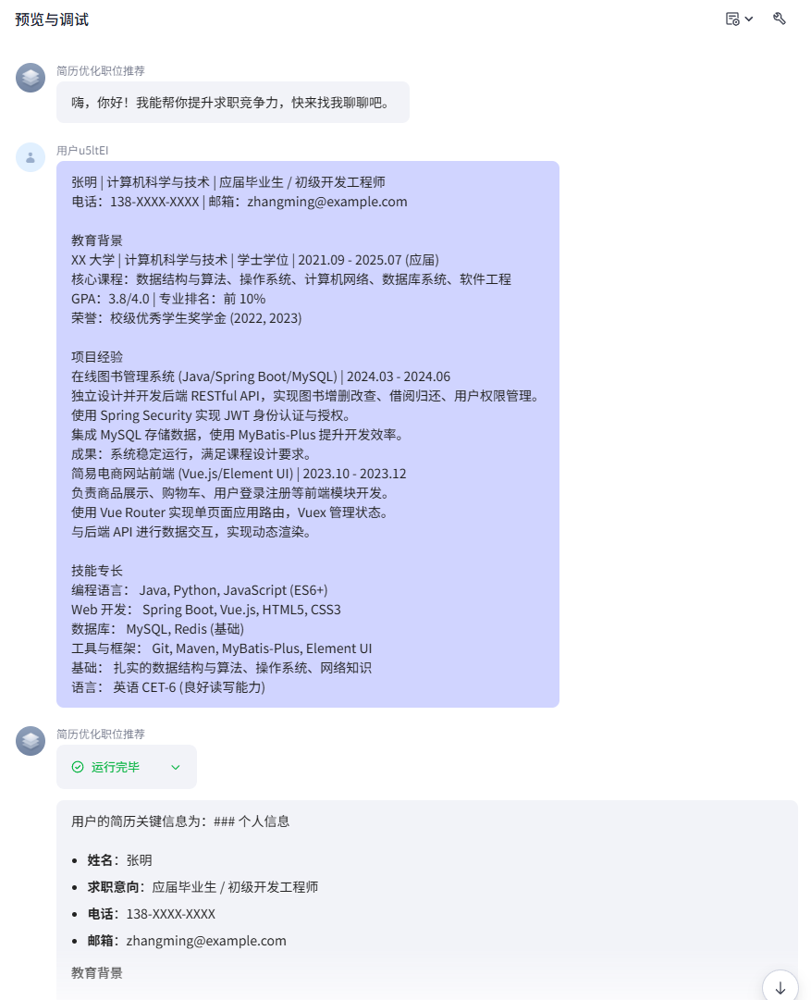 预览与调试
简历优化职位推荐
嗨，你好！我能帮你提升求职竞争力，快来找我聊聊吧。
用户u5ltEI
张明 | 计算机科学与技术 | 应届毕业生 / 初级开发工程师
电话：138-XXXX-XXXX | 邮箱：zhangming@example.com
教育背景
XX 大学 | 计算机科学与技术 | 学士学位 | 2021.09 - 2025.07 (应届)
核心课程：数据结构与算法、操作系统、计算机网络、数据库系统、软件工程
GPA：3.8/4.0 | 专业排名：前 10%
荣誉：校级优秀学生奖学金 (2022, 2023)
项目经验
在线图书管理系统 (Java/Spring Boot/MySQL) | 2024.03 - 2024.06
独立设计并开发后端 RESTful API，实现图书增删改查、借阅归还、用户权限管理。
使用 Spring Security 实现 JWT 身份认证与授权。
集成 MySQL 存储数据，使用 MyBatis-Plus 提升开发效率。
成果：系统稳定运行，满足课程设计要求。
简易电商网站前端 (Vue.js/Element UI) | 2023.10 - 2023.12
负责商品展示、购物车、用户登录注册等前端模块开发。
使用 Vue Router 实现单页面应用路由，Vuex 管理状态。
与后端 API 进行数据交互，实现动态渲染。
技能专长
编程语言： Java, Python, JavaScript (ES6+)
Web 开发： Spring Boot, Vue.js, HTML5, CSS3
数据库： MySQL, Redis (基础)
工具与框架： Git, Maven, MyBatis-Plus, Element UI
基础： 扎实的数据结构与算法、操作系统、网络知识
语言： 英语 CET-6 (良好读写能力)
简历优化职位推荐
运行完毕
用户的简历关键信息为：### 个人信息
• 姓名：张明
• 求职意向：应届毕业生 / 初级开发工程师
• 电话：138-XXXX-XXXX
• 邮箱：zhangming@example.com
教育背景